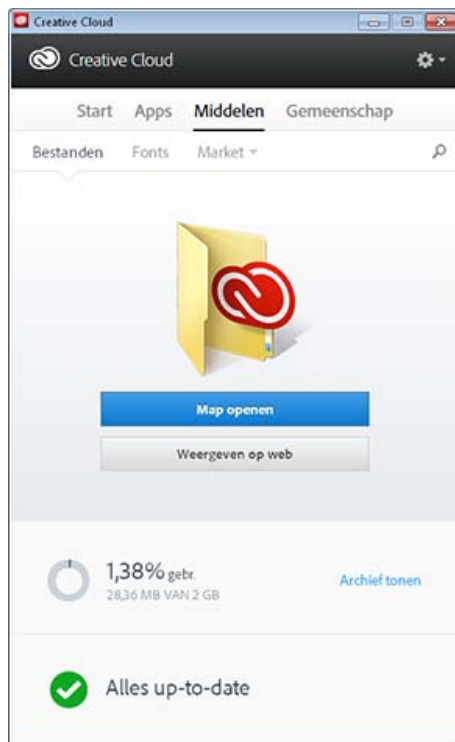 Creative Cloud
Creative Cloud
Start Apps Middelen Gemeenschap
Bestanden Fonts Market
Map openen
Weergeven op web
1,38% gebr.
28,36 MB VAN 2 GB
Archief tonen
Alles up-to-date